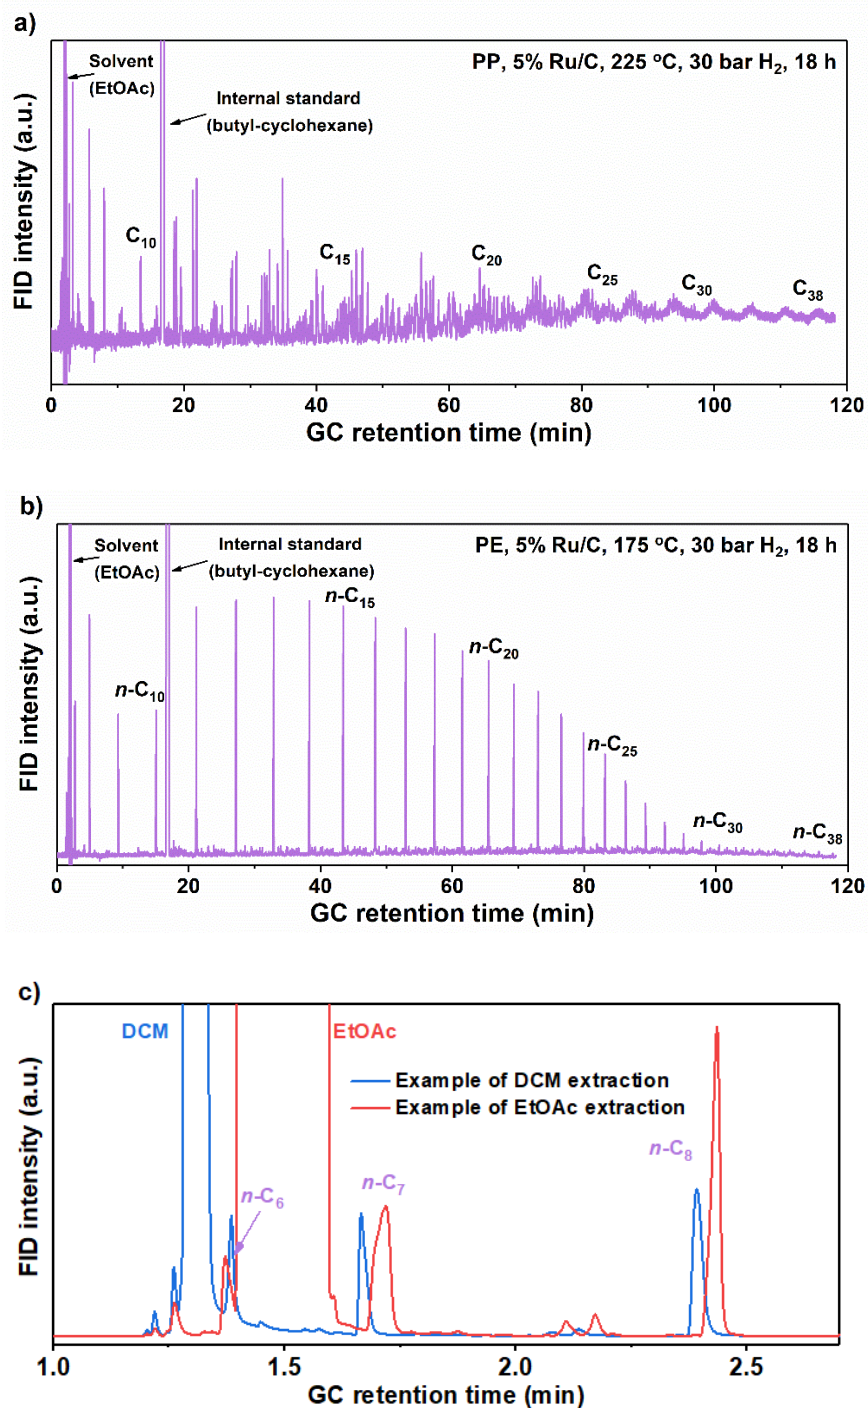 a)
Solvent
(EtOAc)
PP, 5% Ru/C, 225 °C, 30 bar H₂, 18 h
Internal standard
(butyl-cyclohexane)
C₁₀
C₁₅
C₂₀
C₂₅
C₃₀
C₃₈
FID intensity (a.u.)
0 20 40 60 80 100 120
GC retention time (min)
b)
Solvent
(EtOAc)
Internal standard
(butyl-cyclohexane)
PE, 5% Ru/C, 175 °C, 30 bar H₂, 18 h
n-C₁₀
n-C₁₅
n-C₂₀
n-C₂₅
n-C₃₀
n-C₃₈
FID intensity (a.u.)
0 20 40 60 80 100 120
GC retention time (min)
c)
DCM
EtOAc
Example of DCM extraction
Example of EtOAc extraction
n-C₆
n-C₇
n-C₈
FID intensity (a.u.)
1.0 1.5 2.0 2.5
GC retention time (min)